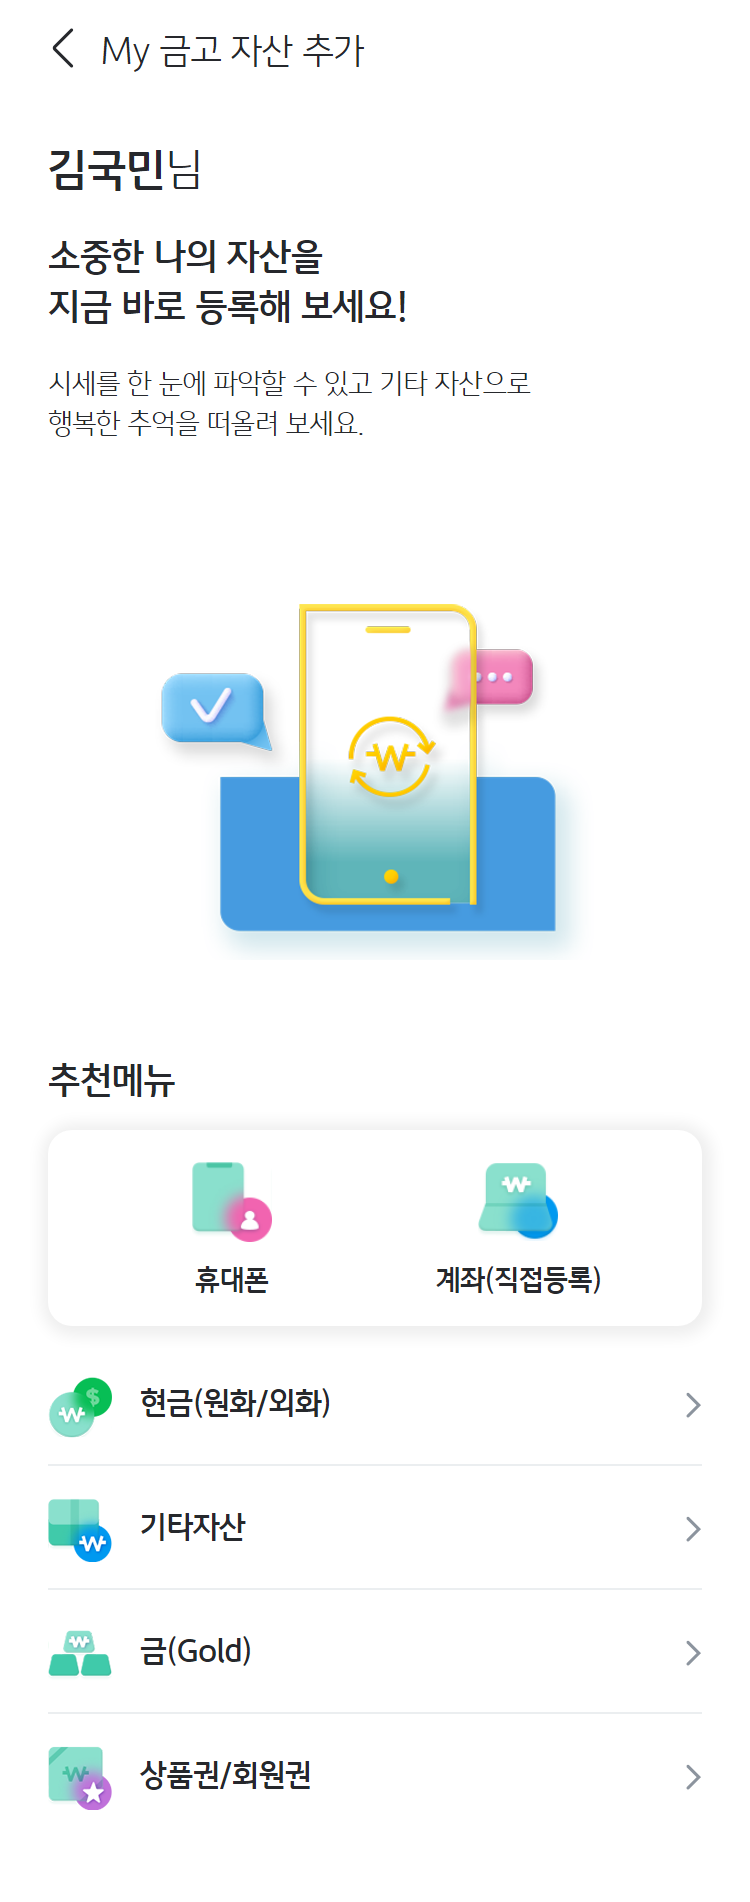 My 금고 자산 추가
김국민님
소중한 나의 자산을
지금 바로 등록해 보세요!
시세를 한 눈에 파악할 수 있고 기타 자산으로
행복한 추억을 떠올려 보세요.
추천메뉴
휴대폰
계좌(직접등록)
현금(원화/외화)
기타자산
금(Gold)
상품권/회원권